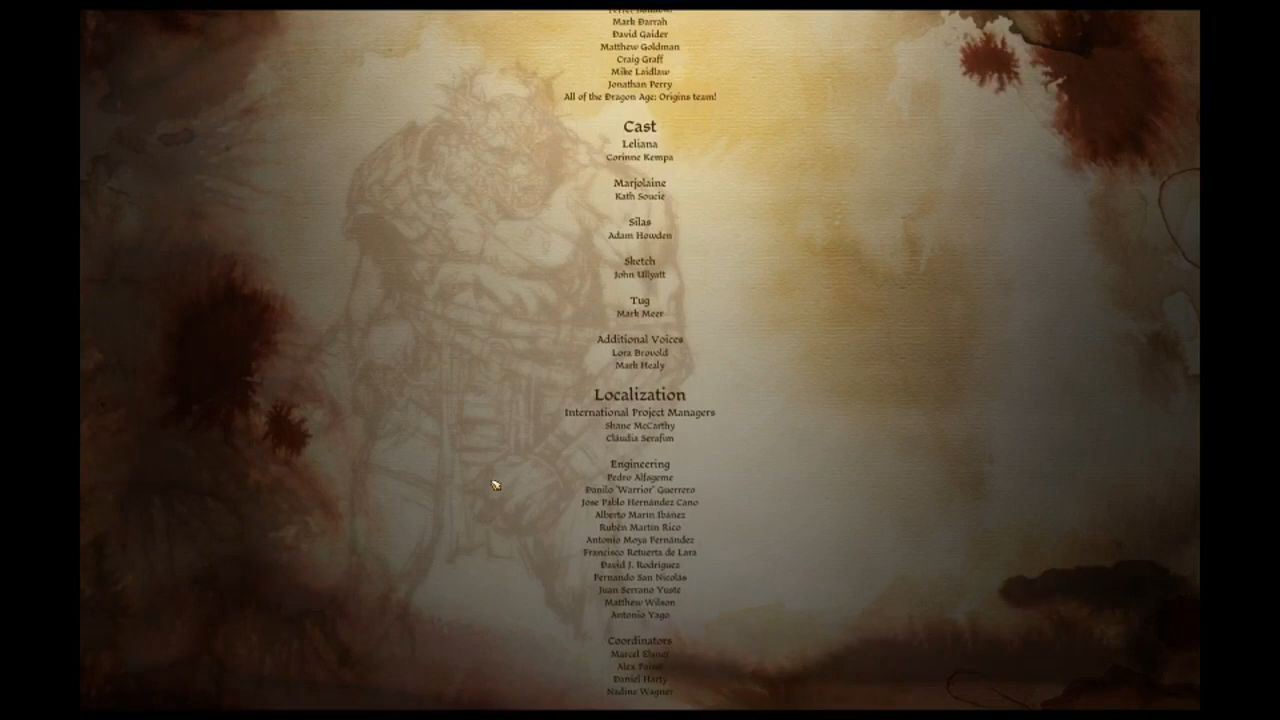 Mark Darrah
David Gaider
Matthew Goldman
Craig Graff
Mike Laidlaw
Jonathan Perry
All of the Dragon Age: Origins team!
Cast
Leliana
Corinne Kempa
Marjolaine
Kath Soucie
Silas
Adam Howden
Sketch
John Ullyatt
Tug
Mark Meer
Additional Voices
Lora Brovold
Mark Healy
Localization
International Project Managers
Shane McCarthy
Cláudia Serafim
Engineering
Pedro Alfageme
Danilo "Warrior" Guerrero
Jose Pablo Hernández Cano
Alberto Marín Ibáñez
Rubén Martín Rico
Antonio Moya Fernández
Francisco Retuerta de Lara
David J. Rodríguez
Fernando San Nicolás
Juan Serrano Yuste
Matthew Wilson
Antonio Yago
Coordinators
Marcel Elsner
Alex
Daniel Harty
Nadine Wagner